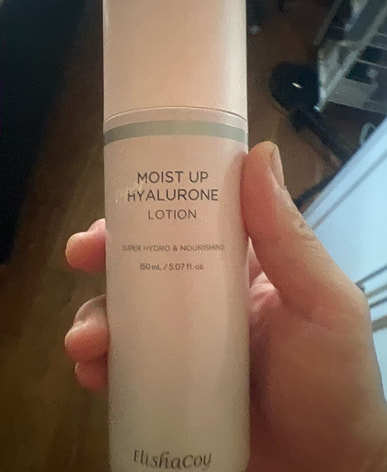 MOIST UP
HYALURONE
LOTION
SUPER HYDRO & NOURISHING
150 mL / 5.07 fl. oz.
ElishaCoy